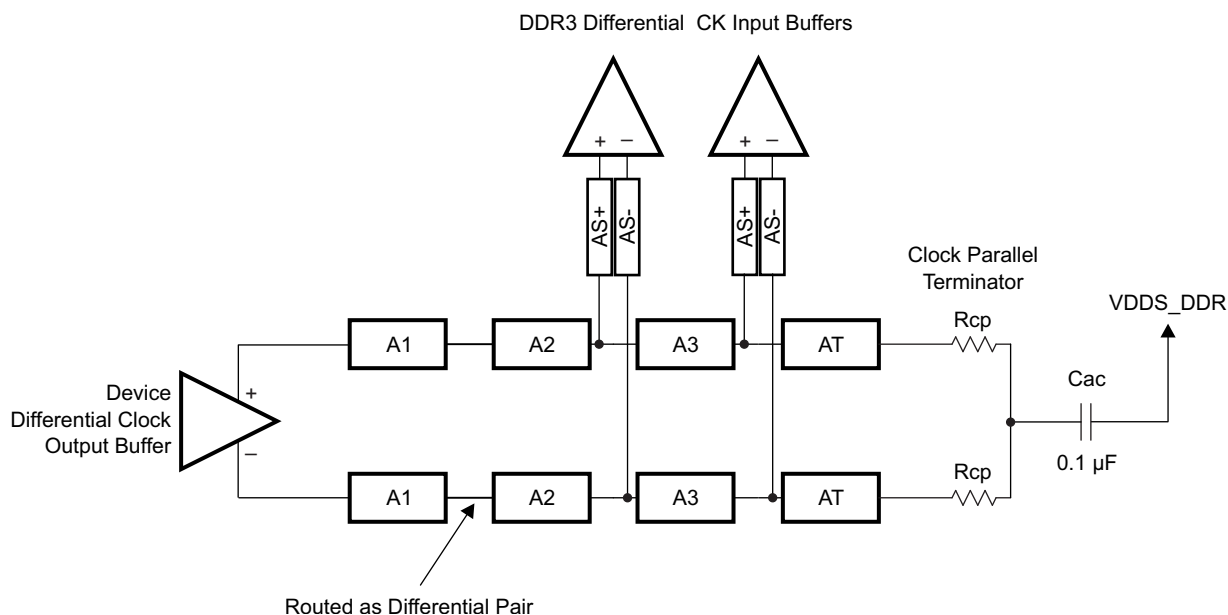 DDR3 Differential CK Input Buffers
+ − + −
AS+ AS- AS+ AS-
Clock Parallel
Terminator
VDDS_DDR
Rcp
A1 A2 A3 AT
Cac
+
Device
Differential Clock
Output Buffer
−
0.1 µF
Rcp
A1 A2 A3 AT
Routed as Differential Pair